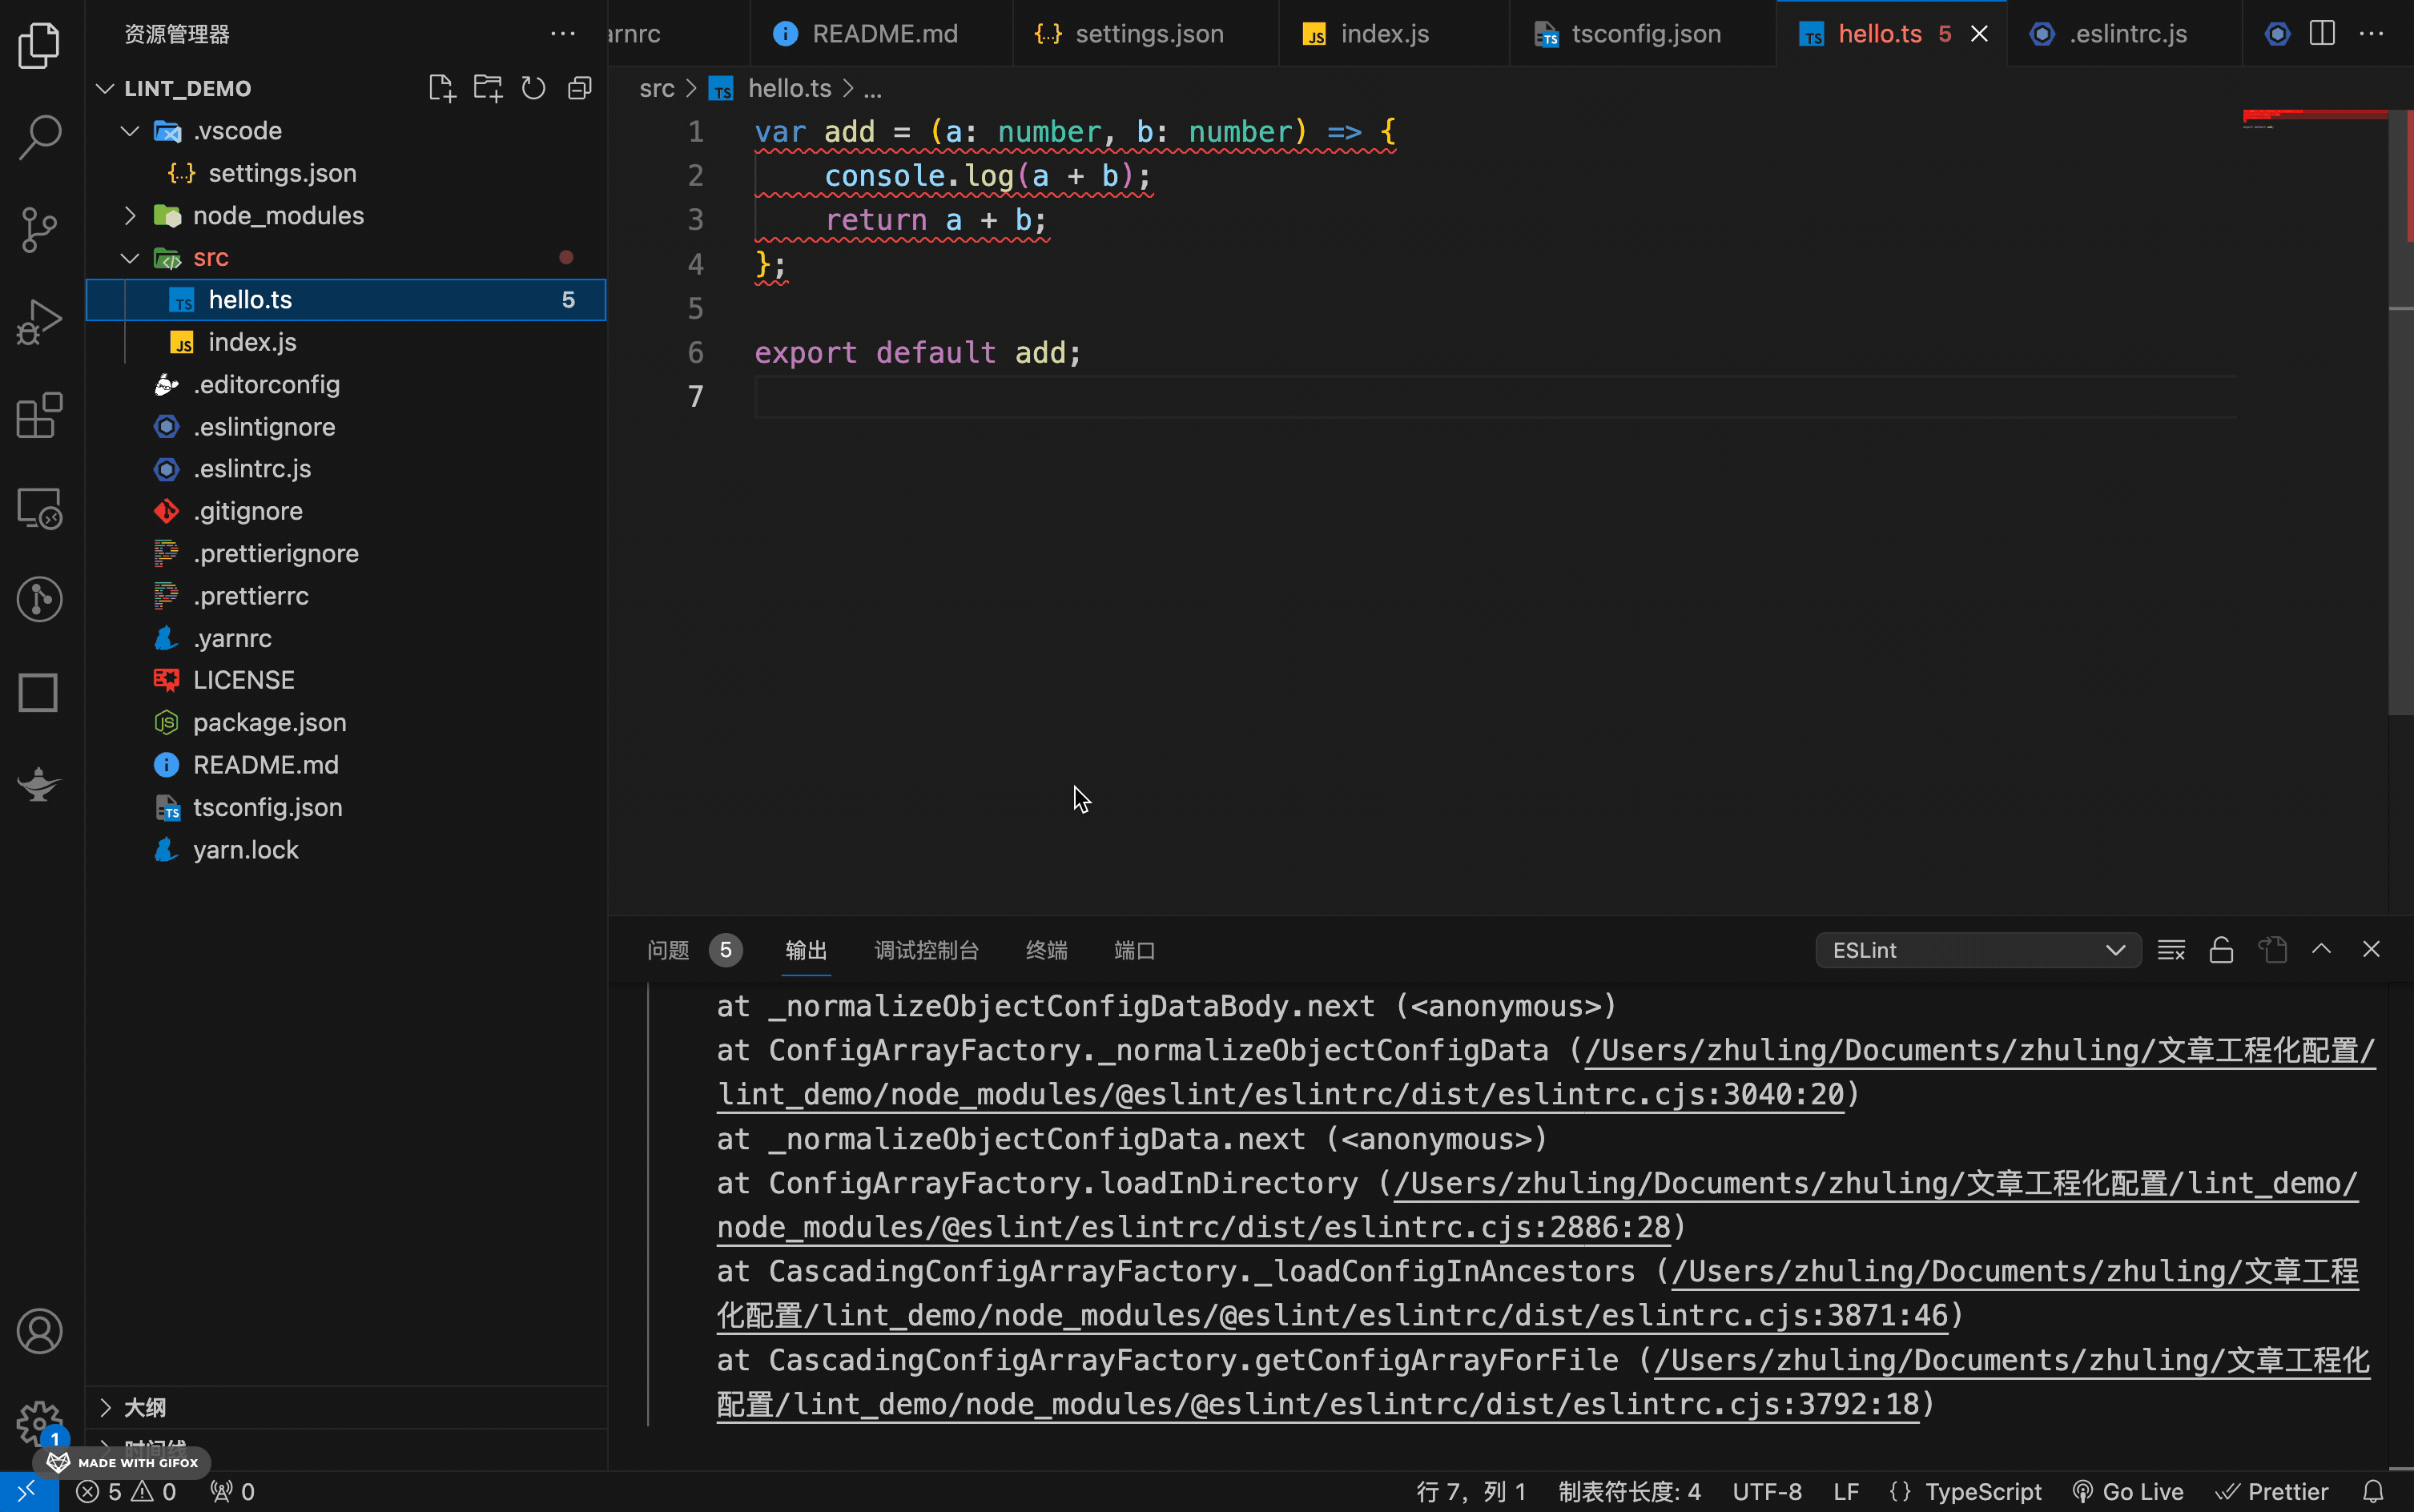 资源管理器
LINT_DEMO
.vscode
settings.json
node_modules
src
hello.ts 5
index.js
.editorconfig
.eslintignore
.eslintrc.js
.gitignore
.prettierignore
.prettierrc
.yarnrc
LICENSE
package.json
README.md
tsconfig.json
yarn.lock
大纲
时间线
1
MADE WITH GIFOX
arnrc README.md settings.json index.js tsconfig.json hello.ts 5 .eslintrc.js
src > hello.ts > ...
1 var add = (a: number, b: number) => {
2 console.log(a + b);
3 return a + b;
4 };
5
6 export default add;
7
问题 5 输出 调试控制台 终端 端口 ESLint
at _normalizeObjectConfigDataBody.next (<anonymous>)
at ConfigArrayFactory._normalizeObjectConfigData (/Users/zhuling/Documents/zhuling/文章工程化配置/
lint_demo/node_modules/@eslint/eslintrc/dist/eslintrc.cjs:3040:20)
at _normalizeObjectConfigData.next (<anonymous>)
at ConfigArrayFactory.loadInDirectory (/Users/zhuling/Documents/zhuling/文章工程化配置/lint_demo/
node_modules/@eslint/eslintrc/dist/eslintrc.cjs:2886:28)
at CascadingConfigArrayFactory._loadConfigInAncestors (/Users/zhuling/Documents/zhuling/文章工程
化配置/lint_demo/node_modules/@eslint/eslintrc/dist/eslintrc.cjs:3871:46)
at CascadingConfigArrayFactory.getConfigArrayForFile (/Users/zhuling/Documents/zhuling/文章工程化
配置/lint_demo/node_modules/@eslint/eslintrc/dist/eslintrc.cjs:3792:18)
5 0 0 行 7，列 1 制表符长度: 4 UTF-8 LF {} TypeScript Go Live Prettier